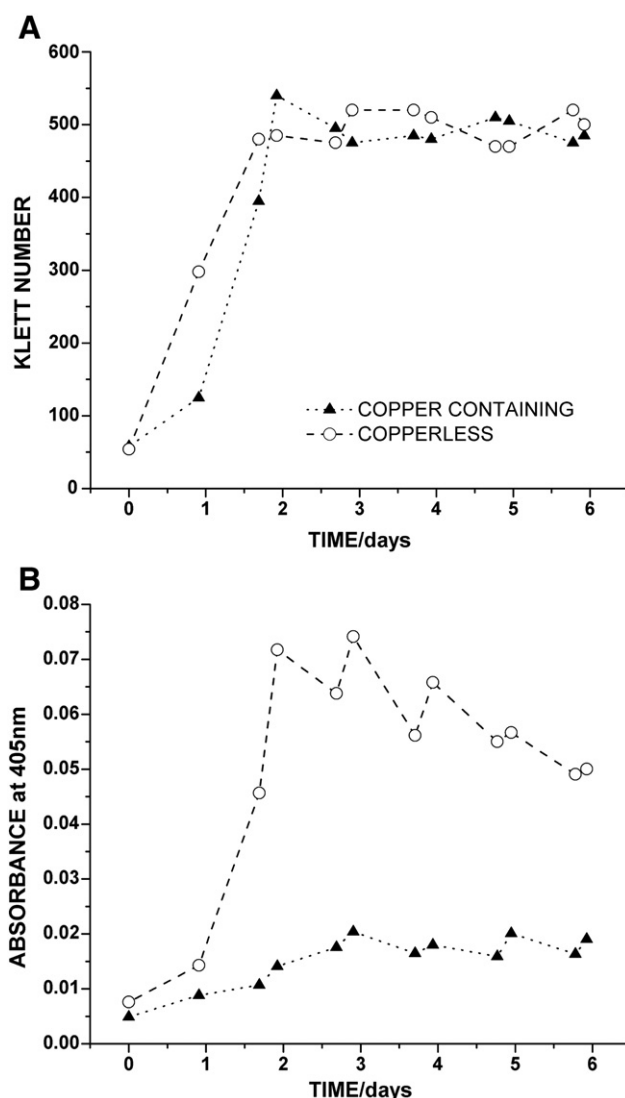 A
600
500
400
300
200
100
0
KLETT NUMBER
COPPER CONTAINING
COPPERLESS
0 1 2 3 4 5 6
TIME/days
B
0.08
0.07
0.06
0.05
0.04
0.03
0.02
0.01
0.00
ABSORBANCE at 405nm
0 1 2 3 4 5 6
TIME/days